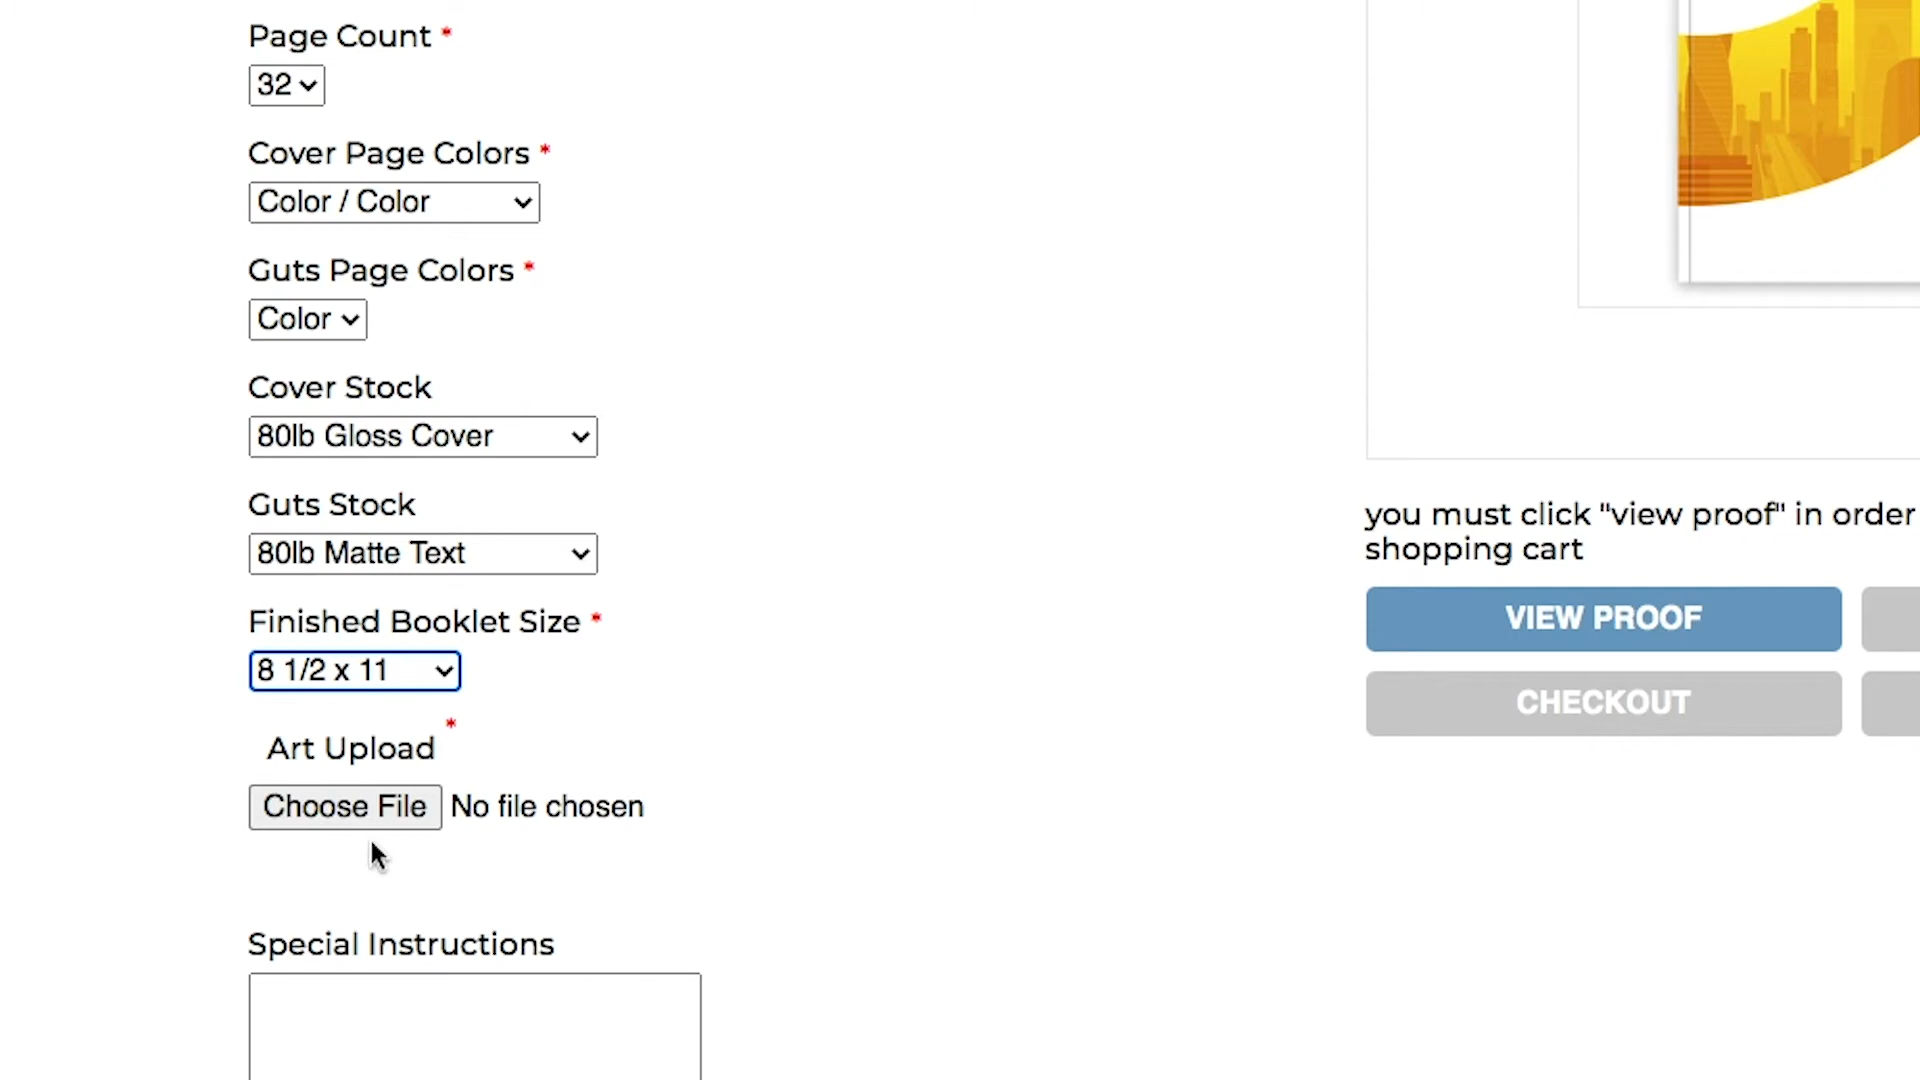 Page Count *
32
Cover Page Colors *
Color / Color
Guts Page Colors *
Color
Cover Stock
80lb Gloss Cover
Guts Stock
80lb Matte Text
Finished Booklet Size *
8 1/2 x 11
Art Upload *
Choose File No file chosen
Special Instructions
you must click "view proof" in order
shopping cart
VIEW PROOF
CHECKOUT